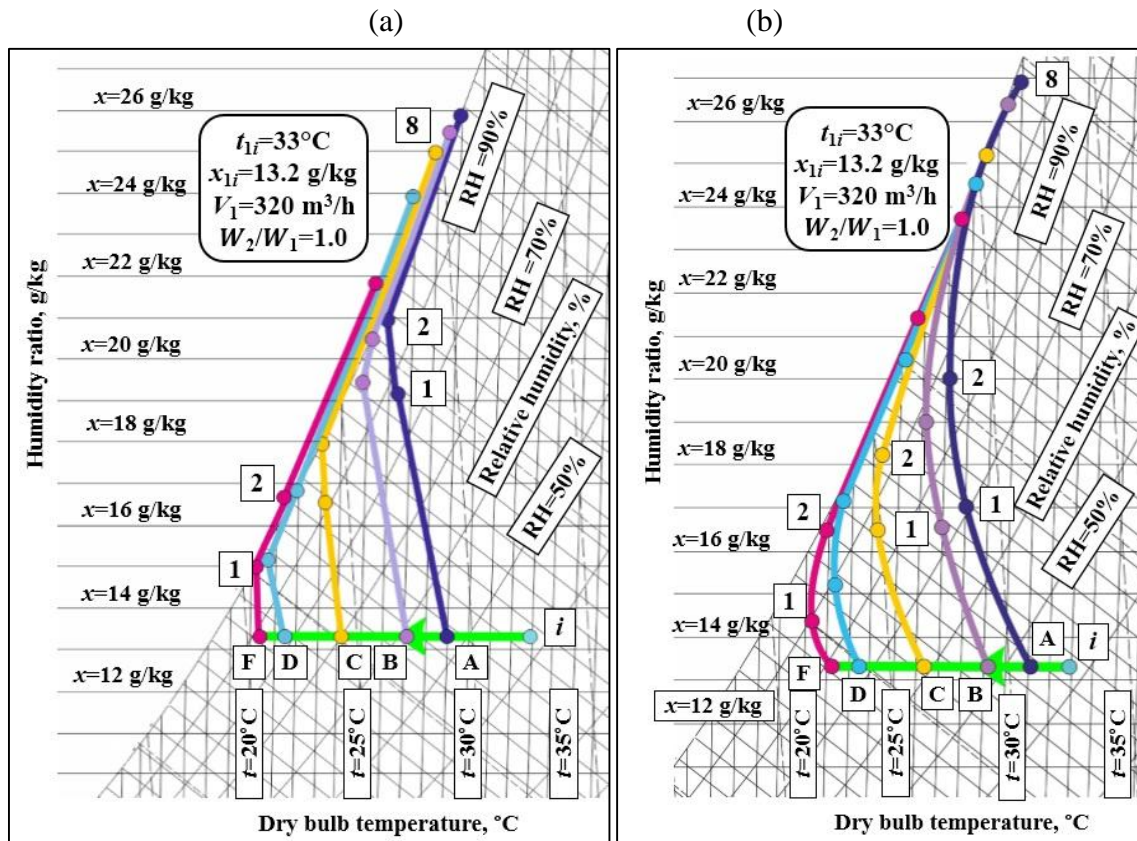 (a)
x=26 g/kg
x=24 g/kg
x=22 g/kg
x=20 g/kg
x=18 g/kg
x=16 g/kg
x=14 g/kg
x=12 g/kg
Humidity ratio, g/kg
t₁ᵢ=33°C
x₁ᵢ=13.2 g/kg
V₁=320 m³/h
W₂/W₁=1.0
8
RH =90%
RH =70%
Relative humidity, %
RH=50%
2
1
2
1
i
F
D
C
B
A
t=20°C
t=25°C
t=30°C
t=35°C
Dry bulb temperature, °C
(b)
x=26 g/kg
x=24 g/kg
x=22 g/kg
x=20 g/kg
x=18 g/kg
x=16 g/kg
x=14 g/kg
x=12 g/kg
Humidity ratio, g/kg
t₁ᵢ=33°C
x₁ᵢ=13.2 g/kg
V₁=320 m³/h
W₂/W₁=1.0
8
RH =90%
RH =70%
Relative humidity, %
RH=50%
2
2
1
1
2
1
A
i
F
D
C
B
t=20°C
t=25°C
t=30°C
t=35°C
Dry bulb temperature, °C